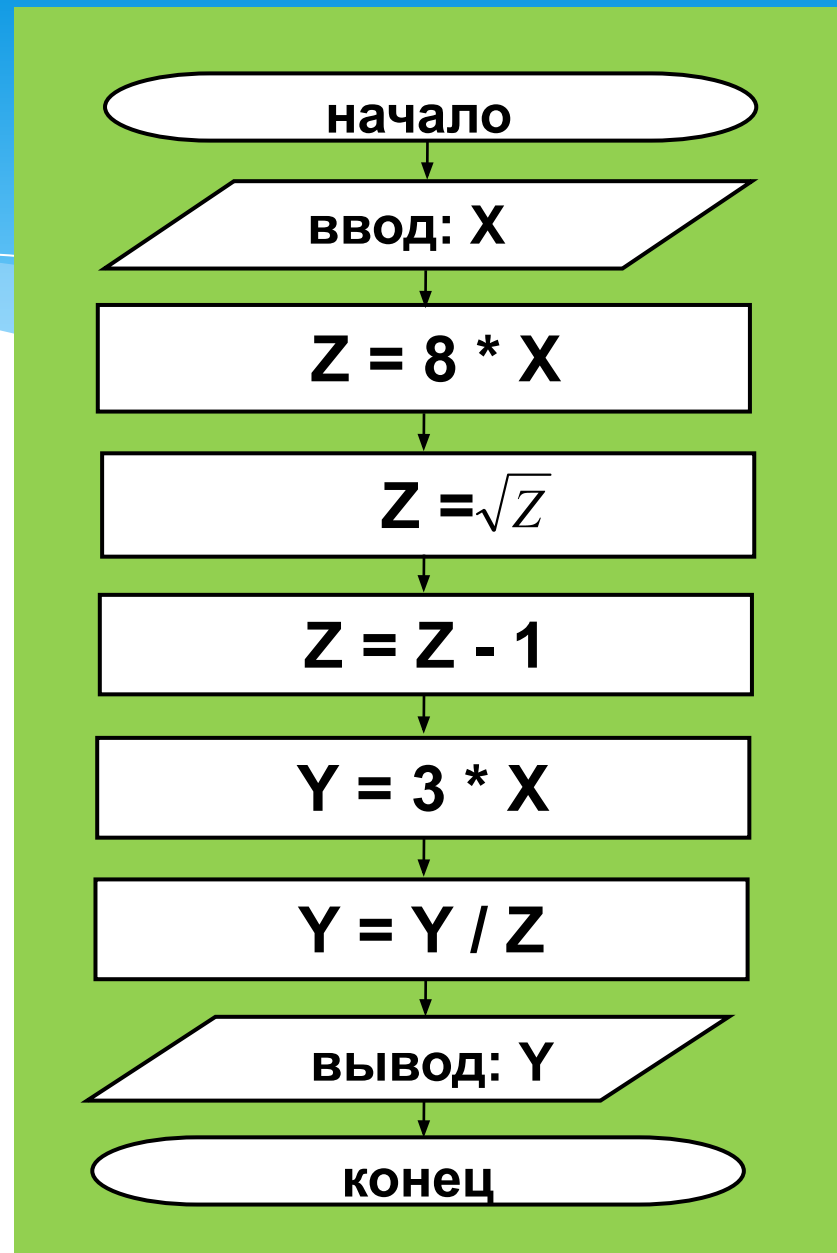 начало
ввод: X
Z = 8 * X
Z = √Z
Z = Z - 1
Y = 3 * X
Y = Y / Z
вывод: Y
конец